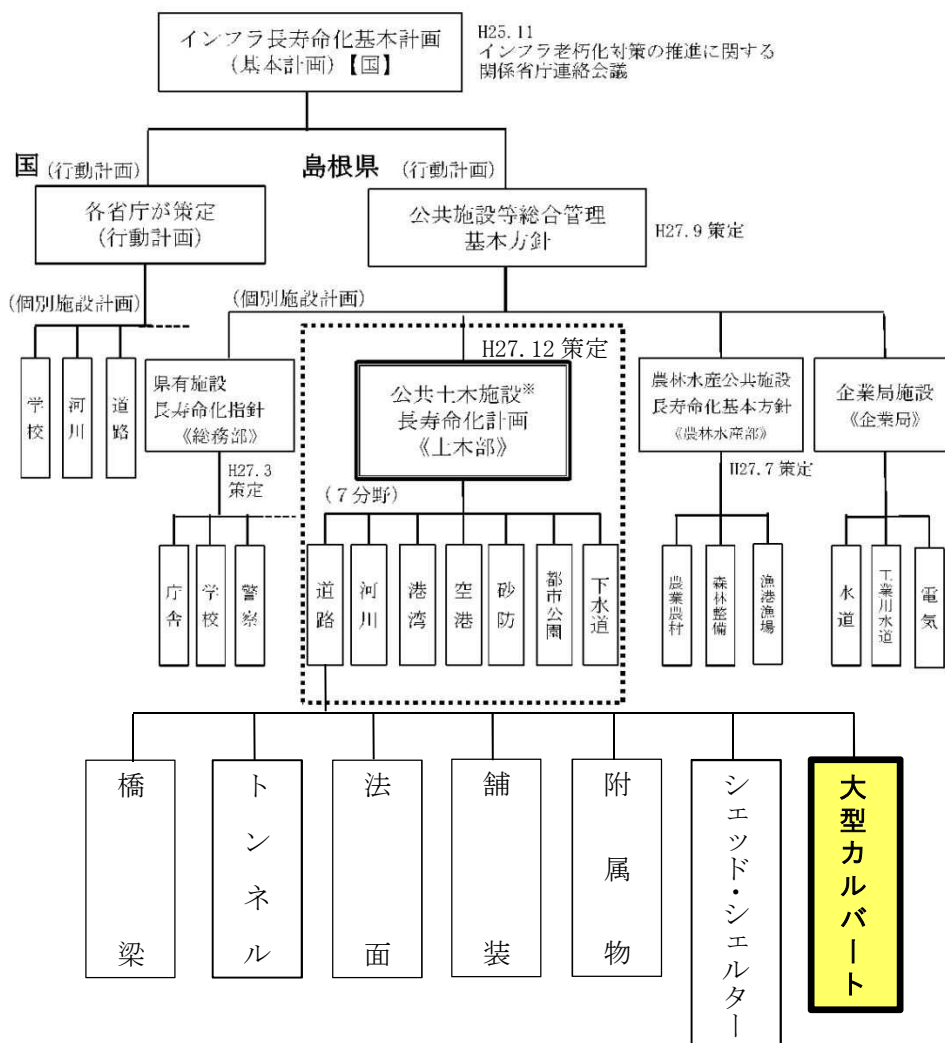 インフラ長寿命化基本計画
(基本計画)【国】
H25.11
インフラ老朽化対策の推進に関する
関係省庁連絡会議
国 (行動計画)
島根県 (行動計画)
各省庁が策定
(行動計画)
公共施設等総合管理
基本方針
H27.9 策定
(個別施設計画)
(個別施設計画)
学校
河川
道路
県有施設
長寿命化指針
《総務部》
H27.3
策定
庁舎
学校
警察
H27.12 策定
公共土木施設※
長寿命化計画
《土木部》
(7分野)
道路
河川
港湾
空港
砂防
都市公園
下水道
農林水産公共施設
長寿命化基本方針
《農林水産部》
H27.7 策定
農業農村
森林整備
漁港漁場
企業局施設
《企業局》
水道
工業用水道
電気
橋梁
トンネル
法面
舗装
附属物
シェッド・シェルター
大型カルバート